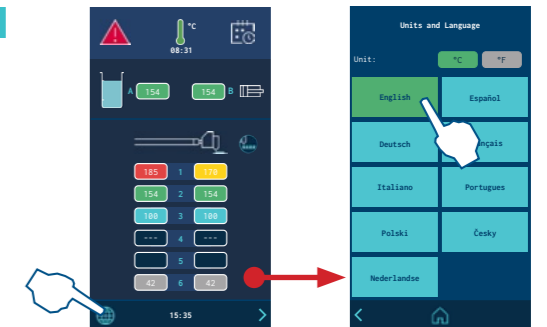 °C
08:31
A 154 154 B
185 1 170
154 2 154
100 3 100
--- 4 ---
5
42 6 42
15:35
Units and Language
Unit: °C °F
English Español
Deutsch
Italiano Portugues
Polski Česky
Nederlandse